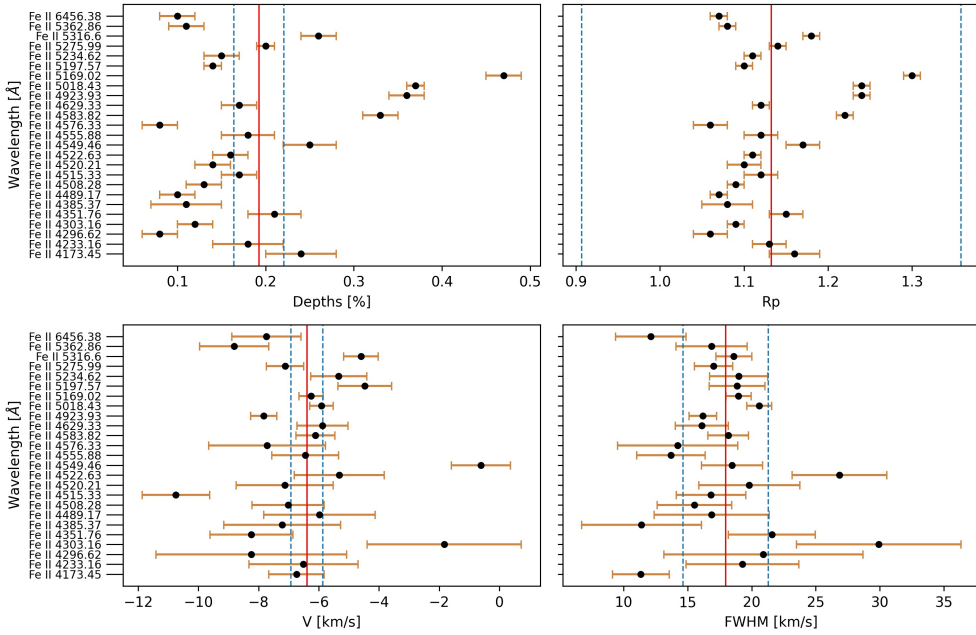 Wavelength [Å]
Fe II 6456.38
Fe II 5362.86
Fe II 5316.6
Fe II 5275.99
Fe II 5234.62
Fe II 5197.57
Fe II 5169.02
Fe II 5018.43
Fe II 4923.93
Fe II 4629.33
Fe II 4583.82
Fe II 4576.33
Fe II 4555.88
Fe II 4549.46
Fe II 4522.63
Fe II 4520.21
Fe II 4515.33
Fe II 4508.28
Fe II 4489.17
Fe II 4385.37
Fe II 4351.76
Fe II 4303.16
Fe II 4296.62
Fe II 4233.16
Fe II 4173.45
0.1 0.2 0.3 0.4 0.5
Depths [%]
0.9 1.0 1.1 1.2 1.3
Rp
Wavelength [Å]
Fe II 6456.38
Fe II 5362.86
Fe II 5316.6
Fe II 5275.99
Fe II 5234.62
Fe II 5197.57
Fe II 5169.02
Fe II 5018.43
Fe II 4923.93
Fe II 4629.33
Fe II 4583.82
Fe II 4576.33
Fe II 4555.88
Fe II 4549.46
Fe II 4522.63
Fe II 4520.21
Fe II 4515.33
Fe II 4508.28
Fe II 4489.17
Fe II 4385.37
Fe II 4351.76
Fe II 4303.16
Fe II 4296.62
Fe II 4233.16
Fe II 4173.45
−12 −10 −8 −6 −4 −2 0
V [km/s]
10 15 20 25 30 35
FWHM [km/s]